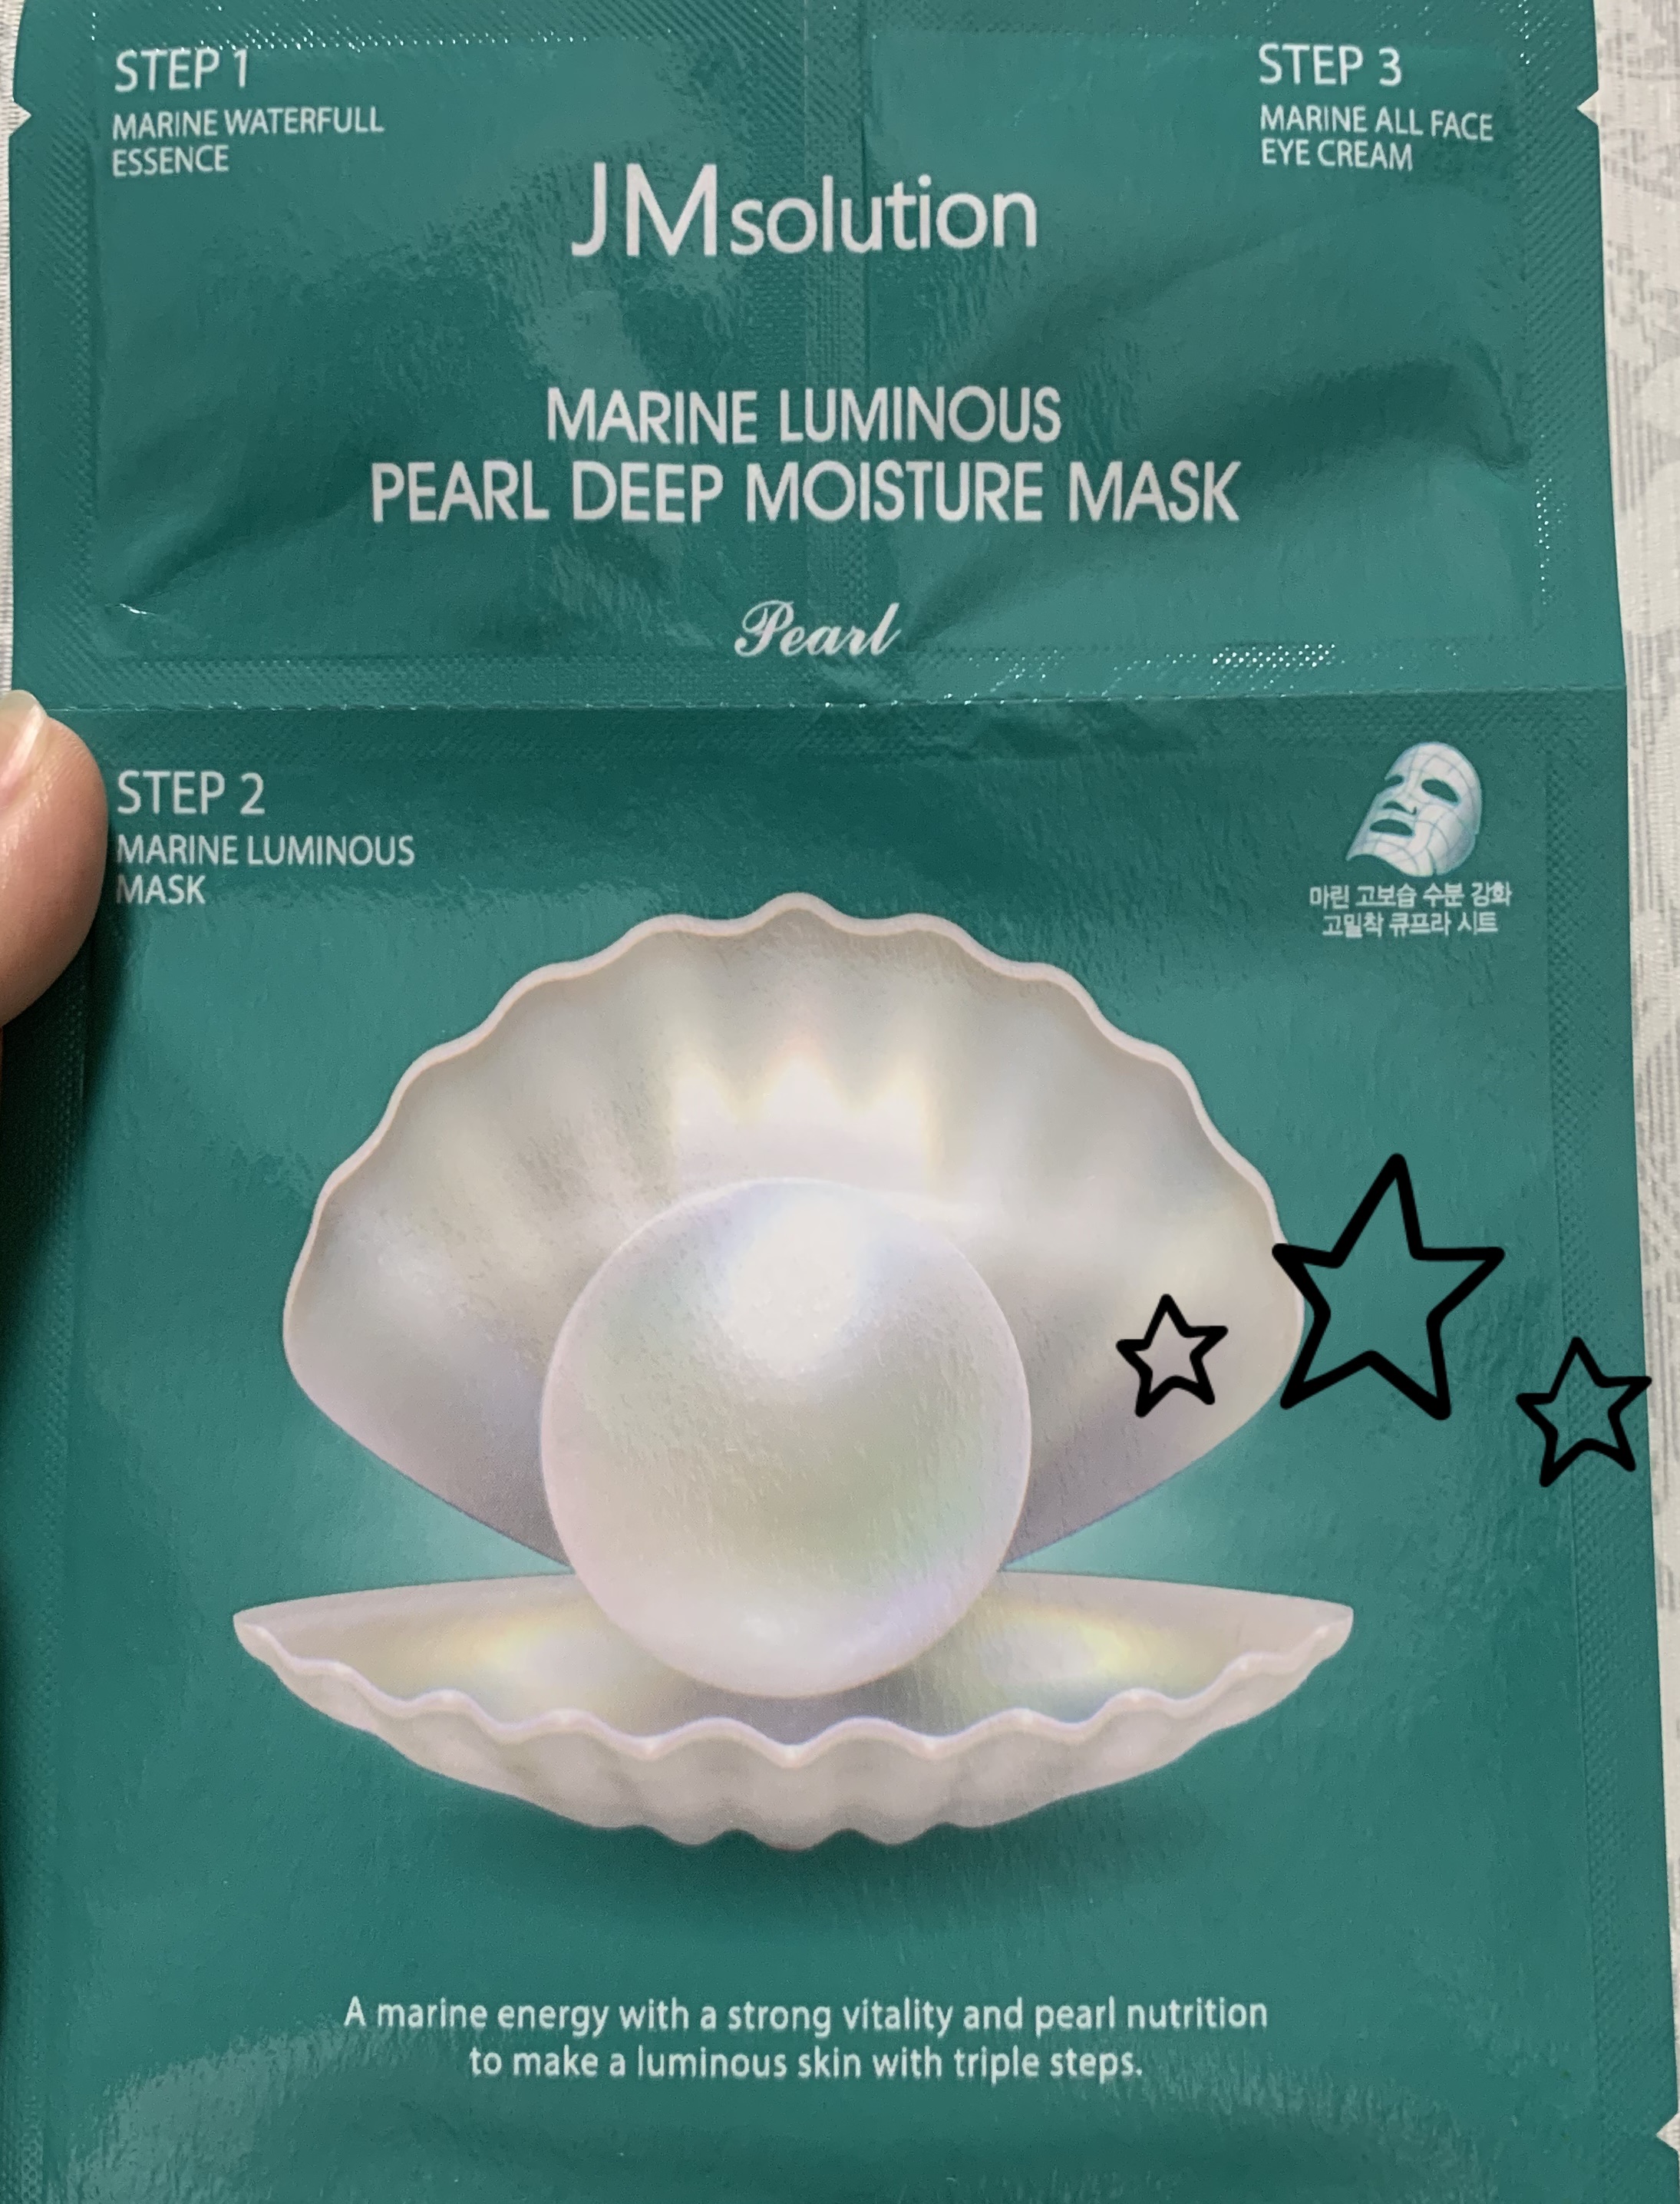 STEP 1
MARINE WATERFULL
ESSENCE
STEP 3
MARINE ALL FACE
EYE CREAM
JMsolution
MARINE LUMINOUS
PEARL DEEP MOISTURE MASK
Pearl
STEP 2
MARINE LUMINOUS
MASK
마린 고보습 수분 강화
고밀착 큐프라 시트
A marine energy with a strong vitality and pearl nutrition
to make a luminous skin with triple steps.